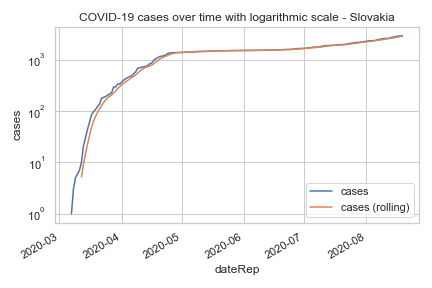 COVID-19 cases over time with logarithmic scale - Slovakia
cases
10³
10²
10¹
10⁰
2020-03
2020-04
2020-05
2020-06
2020-07
2020-08
dateRep
cases
cases (rolling)